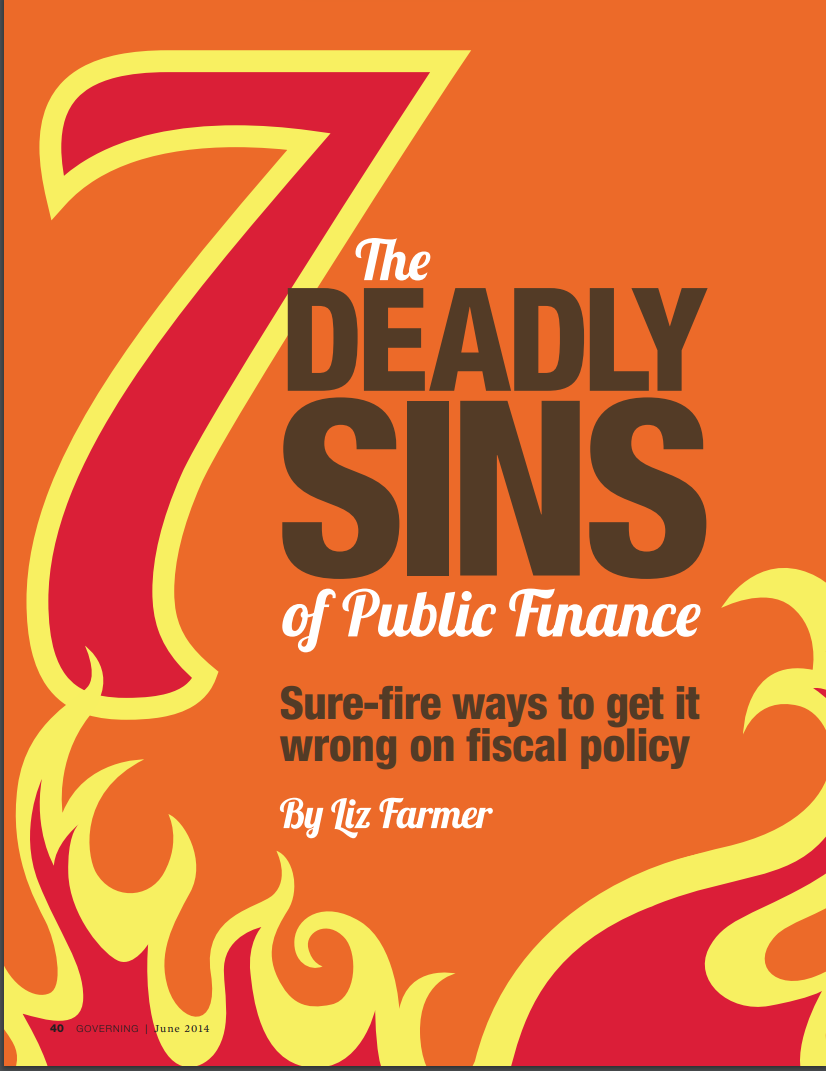 7
The
DEADLY
SINS
of Public Finance
Sure-fire ways to get it
wrong on fiscal policy
By Liz Farmer
40 GOVERNING | June 2014